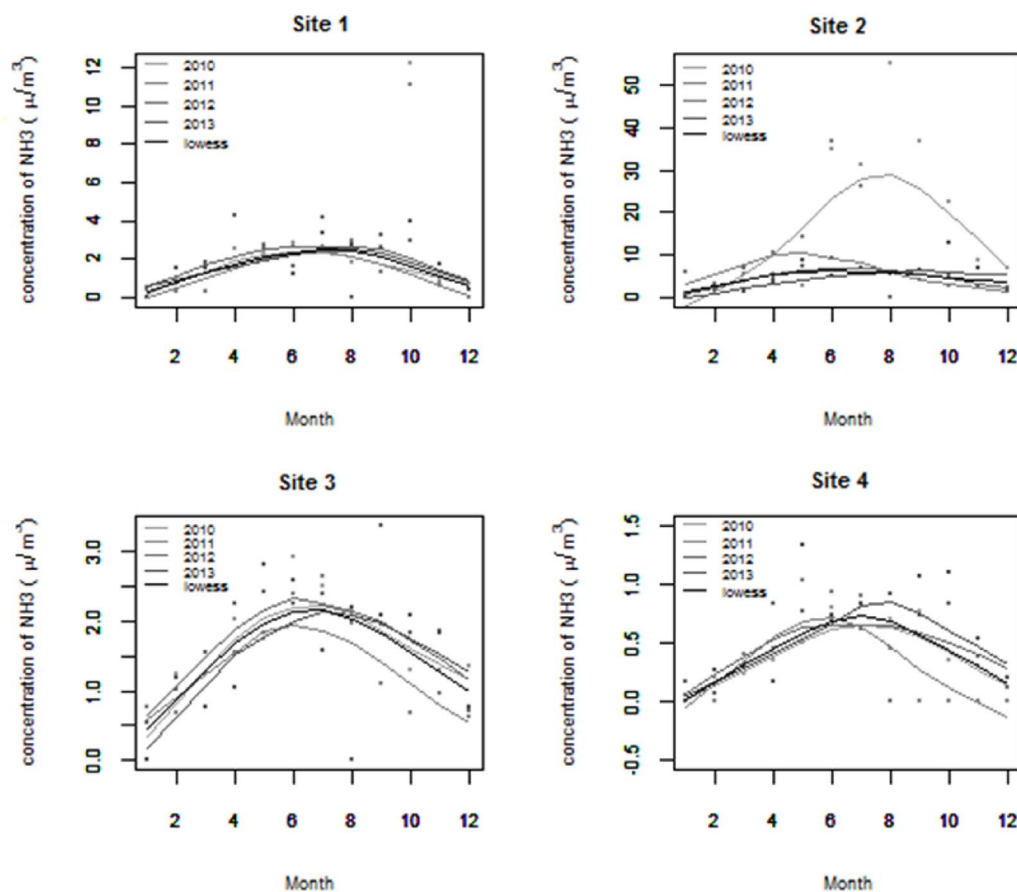 Site 1
concentration of NH3 ( μ/m³)
12
10
8
6
4
2
0
2010
2011
2012
2013
lowess
2 4 6 8 10 12
Month
Site 2
concentration of NH3 ( μ/m³)
50
40
30
20
10
0
2010
2011
2012
2013
lowess
2 4 6 8 10 12
Month
Site 3
concentration of NH3 ( μ/m³)
3.0
2.0
1.0
0.0
2010
2011
2012
2013
lowess
2 4 6 8 10 12
Month
Site 4
concentration of NH3 ( μ/m³)
1.5
1.0
0.5
0.0
-0.5
2010
2011
2012
2013
lowess
2 4 6 8 10 12
Month